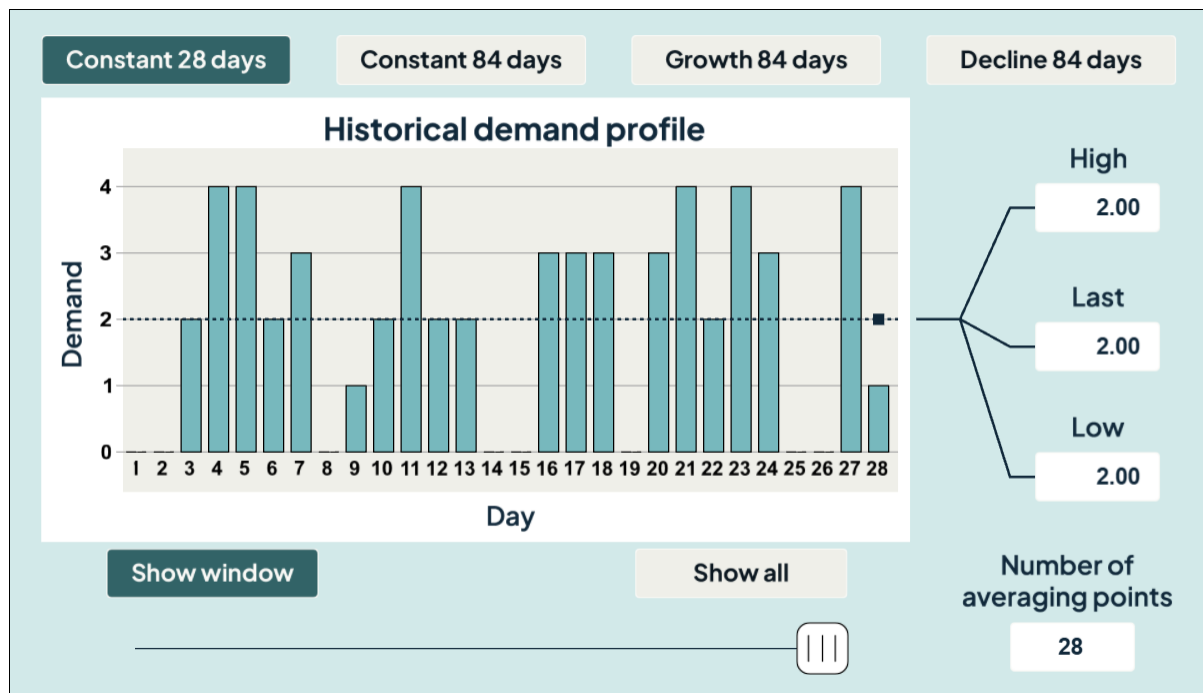 Constant 28 days
Constant 84 days
Growth 84 days
Decline 84 days
Historical demand profile
Demand
4
3
2
1
0
1 2 3 4 5 6 7 8 9 10 11 12 13 14 15 16 17 18 19 20 21 22 23 24 25 26 27 28
Day
High
2.00
Last
2.00
Low
2.00
Show window
Show all
Number of
averaging points
28